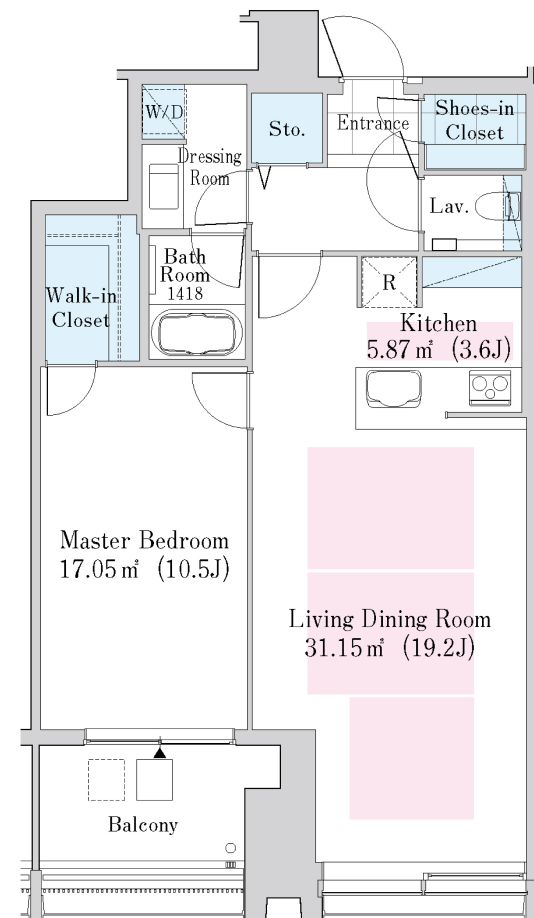 W/D
Sto.
Entrance
Shoes-in
Closet
Dressing
Room
Lav.
Bath
Room
1418
Walk-in
Closet
R
Kitchen
5.87㎡ (3.6J)
Master Bedroom
17.05㎡ (10.5J)
Living Dining Room
31.15㎡ (19.2J)
Balcony